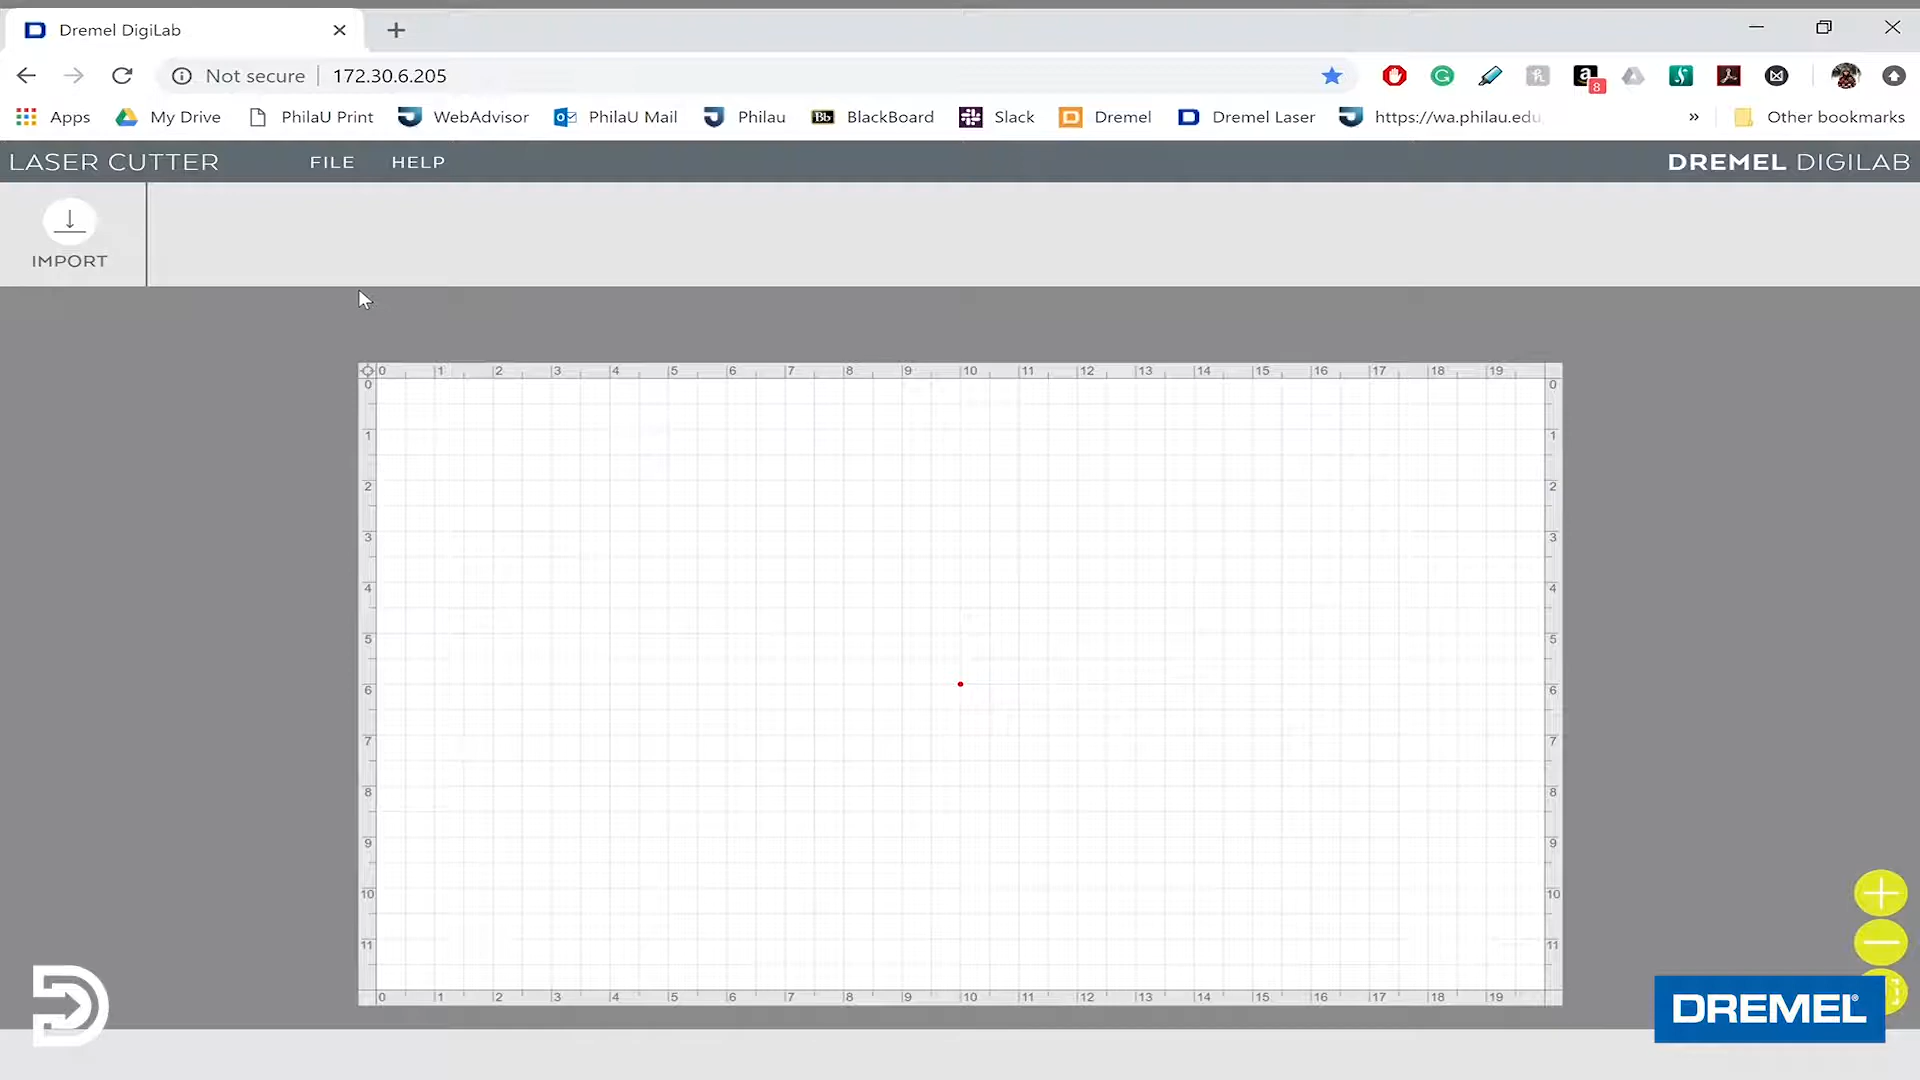 Dremel DigiLab
Not secure 172.30.6.205
8
Apps My Drive PhilaU Print WebAdvisor PhilaU Mail Philau Bb BlackBoard Slack Dremel Dremel Laser https://wa.philau.edu » Other bookmarks
LASER CUTTER FILE HELP DREMEL DIGILAB
IMPORT
0 1 2 3 4 5 6 7 8 9 10 11 12 13 14 15 16 17 18 19
0 0
1 1
2 2
3 3
4 4
5 5
6 6
7 7
8 8
9 9
10 10
11 11
0 1 2 3 4 5 6 7 8 9 10 11 12 13 14 15 16 17 18 19
DREMEL®